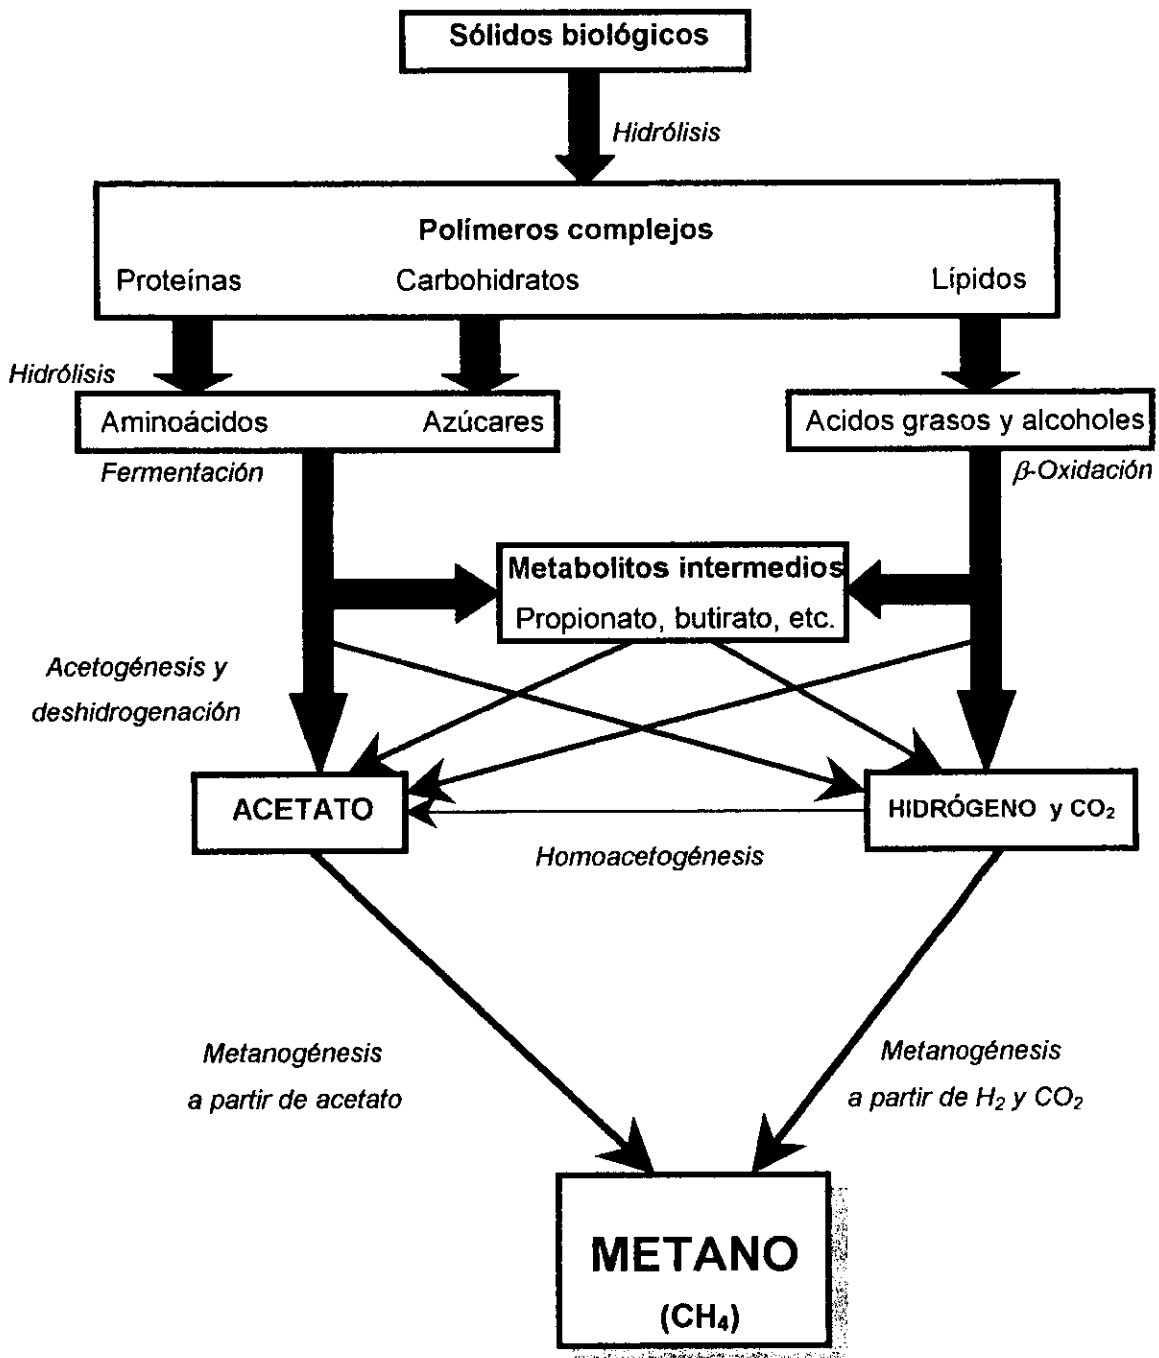 Sólidos biológicos
Hidrólisis
Polímeros complejos
Proteínas Carbohidratos Lípidos
Hidrólisis
Aminoácidos Azúcares
Acidos grasos y alcoholes
Fermentación
β-Oxidación
Metabolitos intermedios
Propionato, butirato, etc.
Acetogénesis y
deshidrogenación
ACETATO
HIDRÓGENO y CO₂
Homoacetogénesis
Metanogénesis
a partir de acetato
Metanogénesis
a partir de H₂ y CO₂
METANO
(CH₄)